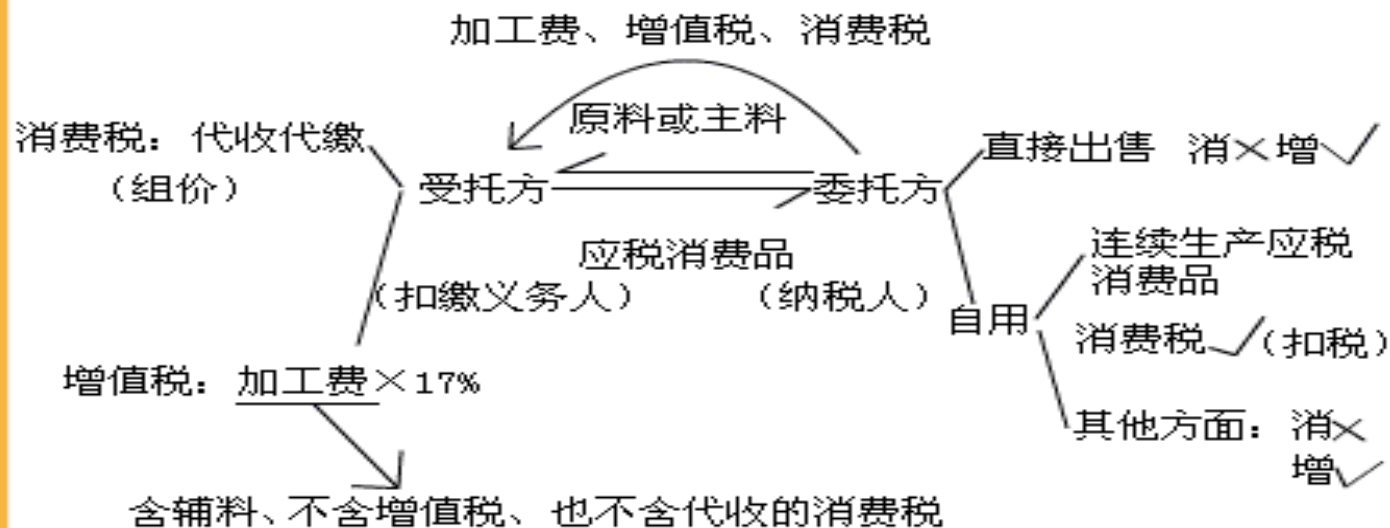 加工费、增值税、消费税
原料或主料
消费税：代收代缴
（组价）
受托方
委托方
直接出售 消×增√
应税消费品
（扣缴义务人）
（纳税人）
自用
连续生产应税
消费品
消费税√（扣税）
增值税：加工费×17%
其他方面：消×
增√
含辅料、不含增值税、也不含代收的消费税